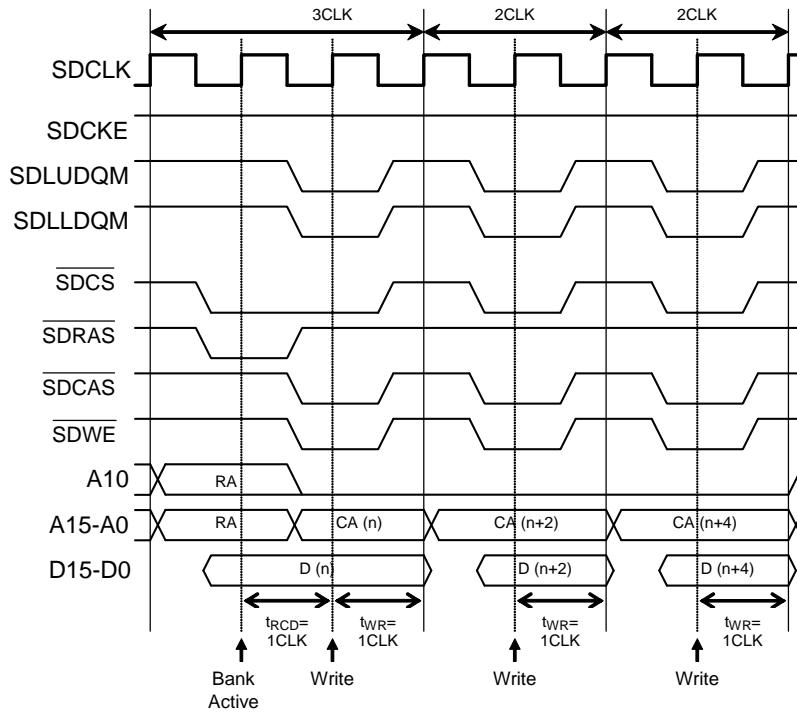 3CLK 2CLK 2CLK
SDCLK
SDCKE
SDLUDQM
SDLLDQM
SDCS
SDRAS
SDCAS
SDWE
A10 RA
A15-A0 RA CA (n) CA (n+2) CA (n+4)
D15-D0 D (n) D (n+2) D (n+4)
tRCD= tWR= tWR= tWR=
1CLK 1CLK 1CLK 1CLK
Bank Write Write Write
Active